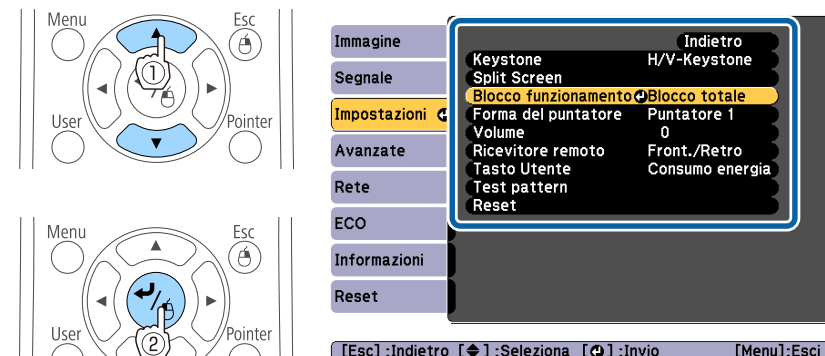 Menu
Esc
1
User
Pointer
Menu
Esc
User
2
Pointer
Immagine
Segnale
Impostazioni
Avanzate
Rete
ECO
Informazioni
Reset
Indietro
Keystone H/V-Keystone
Split Screen
Blocco funzionamento Blocco totale
Forma del puntatore Puntatore 1
Volume 0
Ricevitore remoto Front./Retro
Tasto Utente Consumo energia
Test pattern
Reset
[Esc] :Indietro [◆] :Seleziona [⏎] :Invio [Menu]:Esci